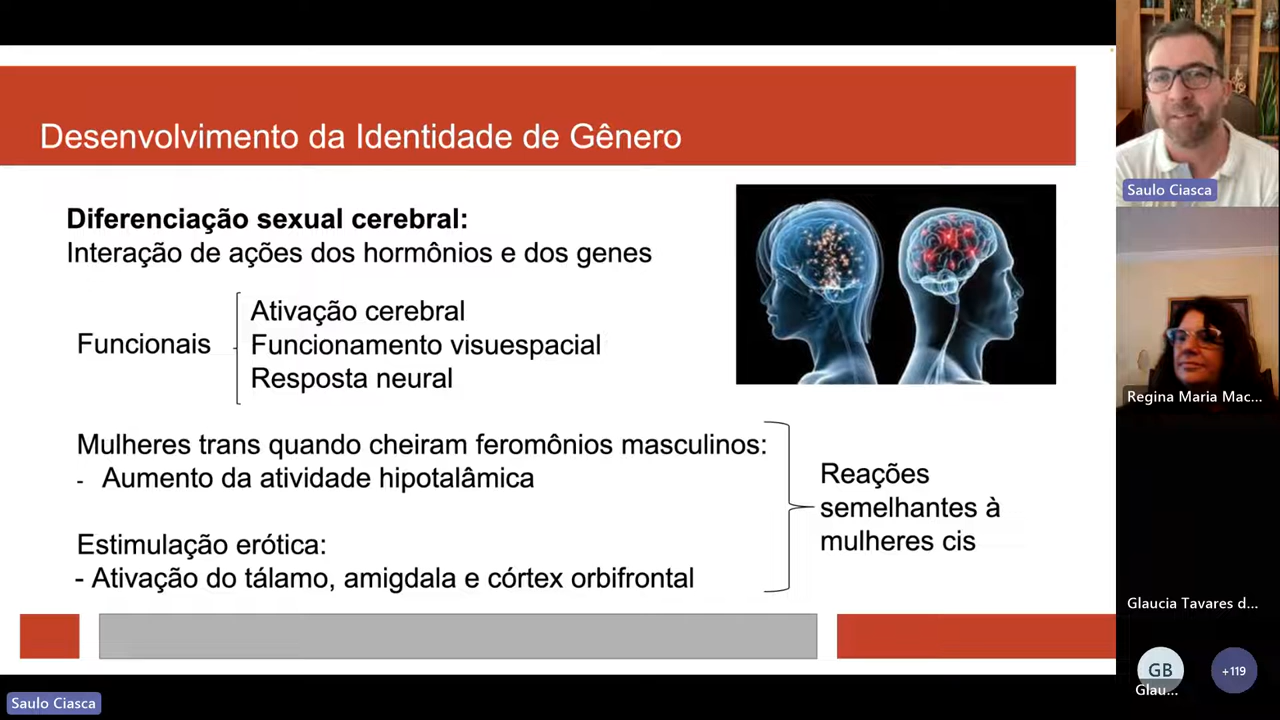 Desenvolvimento da Identidade de Gênero
Diferenciação sexual cerebral:
Interação de ações dos hormônios e dos genes
Funcionais
Ativação cerebral
Funcionamento visuespacial
Resposta neural
Mulheres trans quando cheiram feromônios masculinos:
- Aumento da atividade hipotalâmica
Estimulação erótica:
- Ativação do tálamo, amigdala e córtex orbifrontal
Reações
semelhantes à
mulheres cis
Saulo Ciasca
Regina Maria Mac...
Glaucia Tavares d...
GB
Glau...
+119
Saulo Ciasca